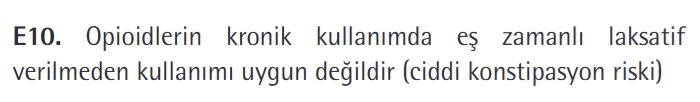 E10. Opioidlerin kronik kullanımda eş zamanlı laksatif
verilmeden kullanımı uygun değildir (ciddi konstipasyon riski)